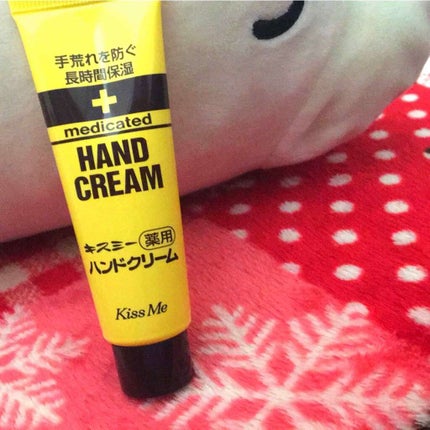 手荒れを防ぐ
長時間保湿
medicated
HAND
CREAM
キスミー 薬用
ハンドクリーム
Kiss Me